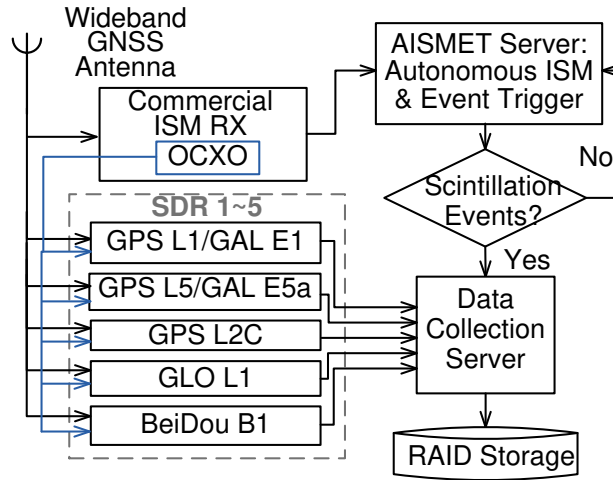 Wideband
GNSS
Antenna
Commercial
ISM RX
OCXO
AISMET Server:
Autonomous ISM
& Event Trigger
Scintillation
Events?
No
Yes
SDR 1~5
GPS L1/GAL E1
GPS L5/GAL E5a
GPS L2C
GLO L1
BeiDou B1
Data
Collection
Server
RAID Storage